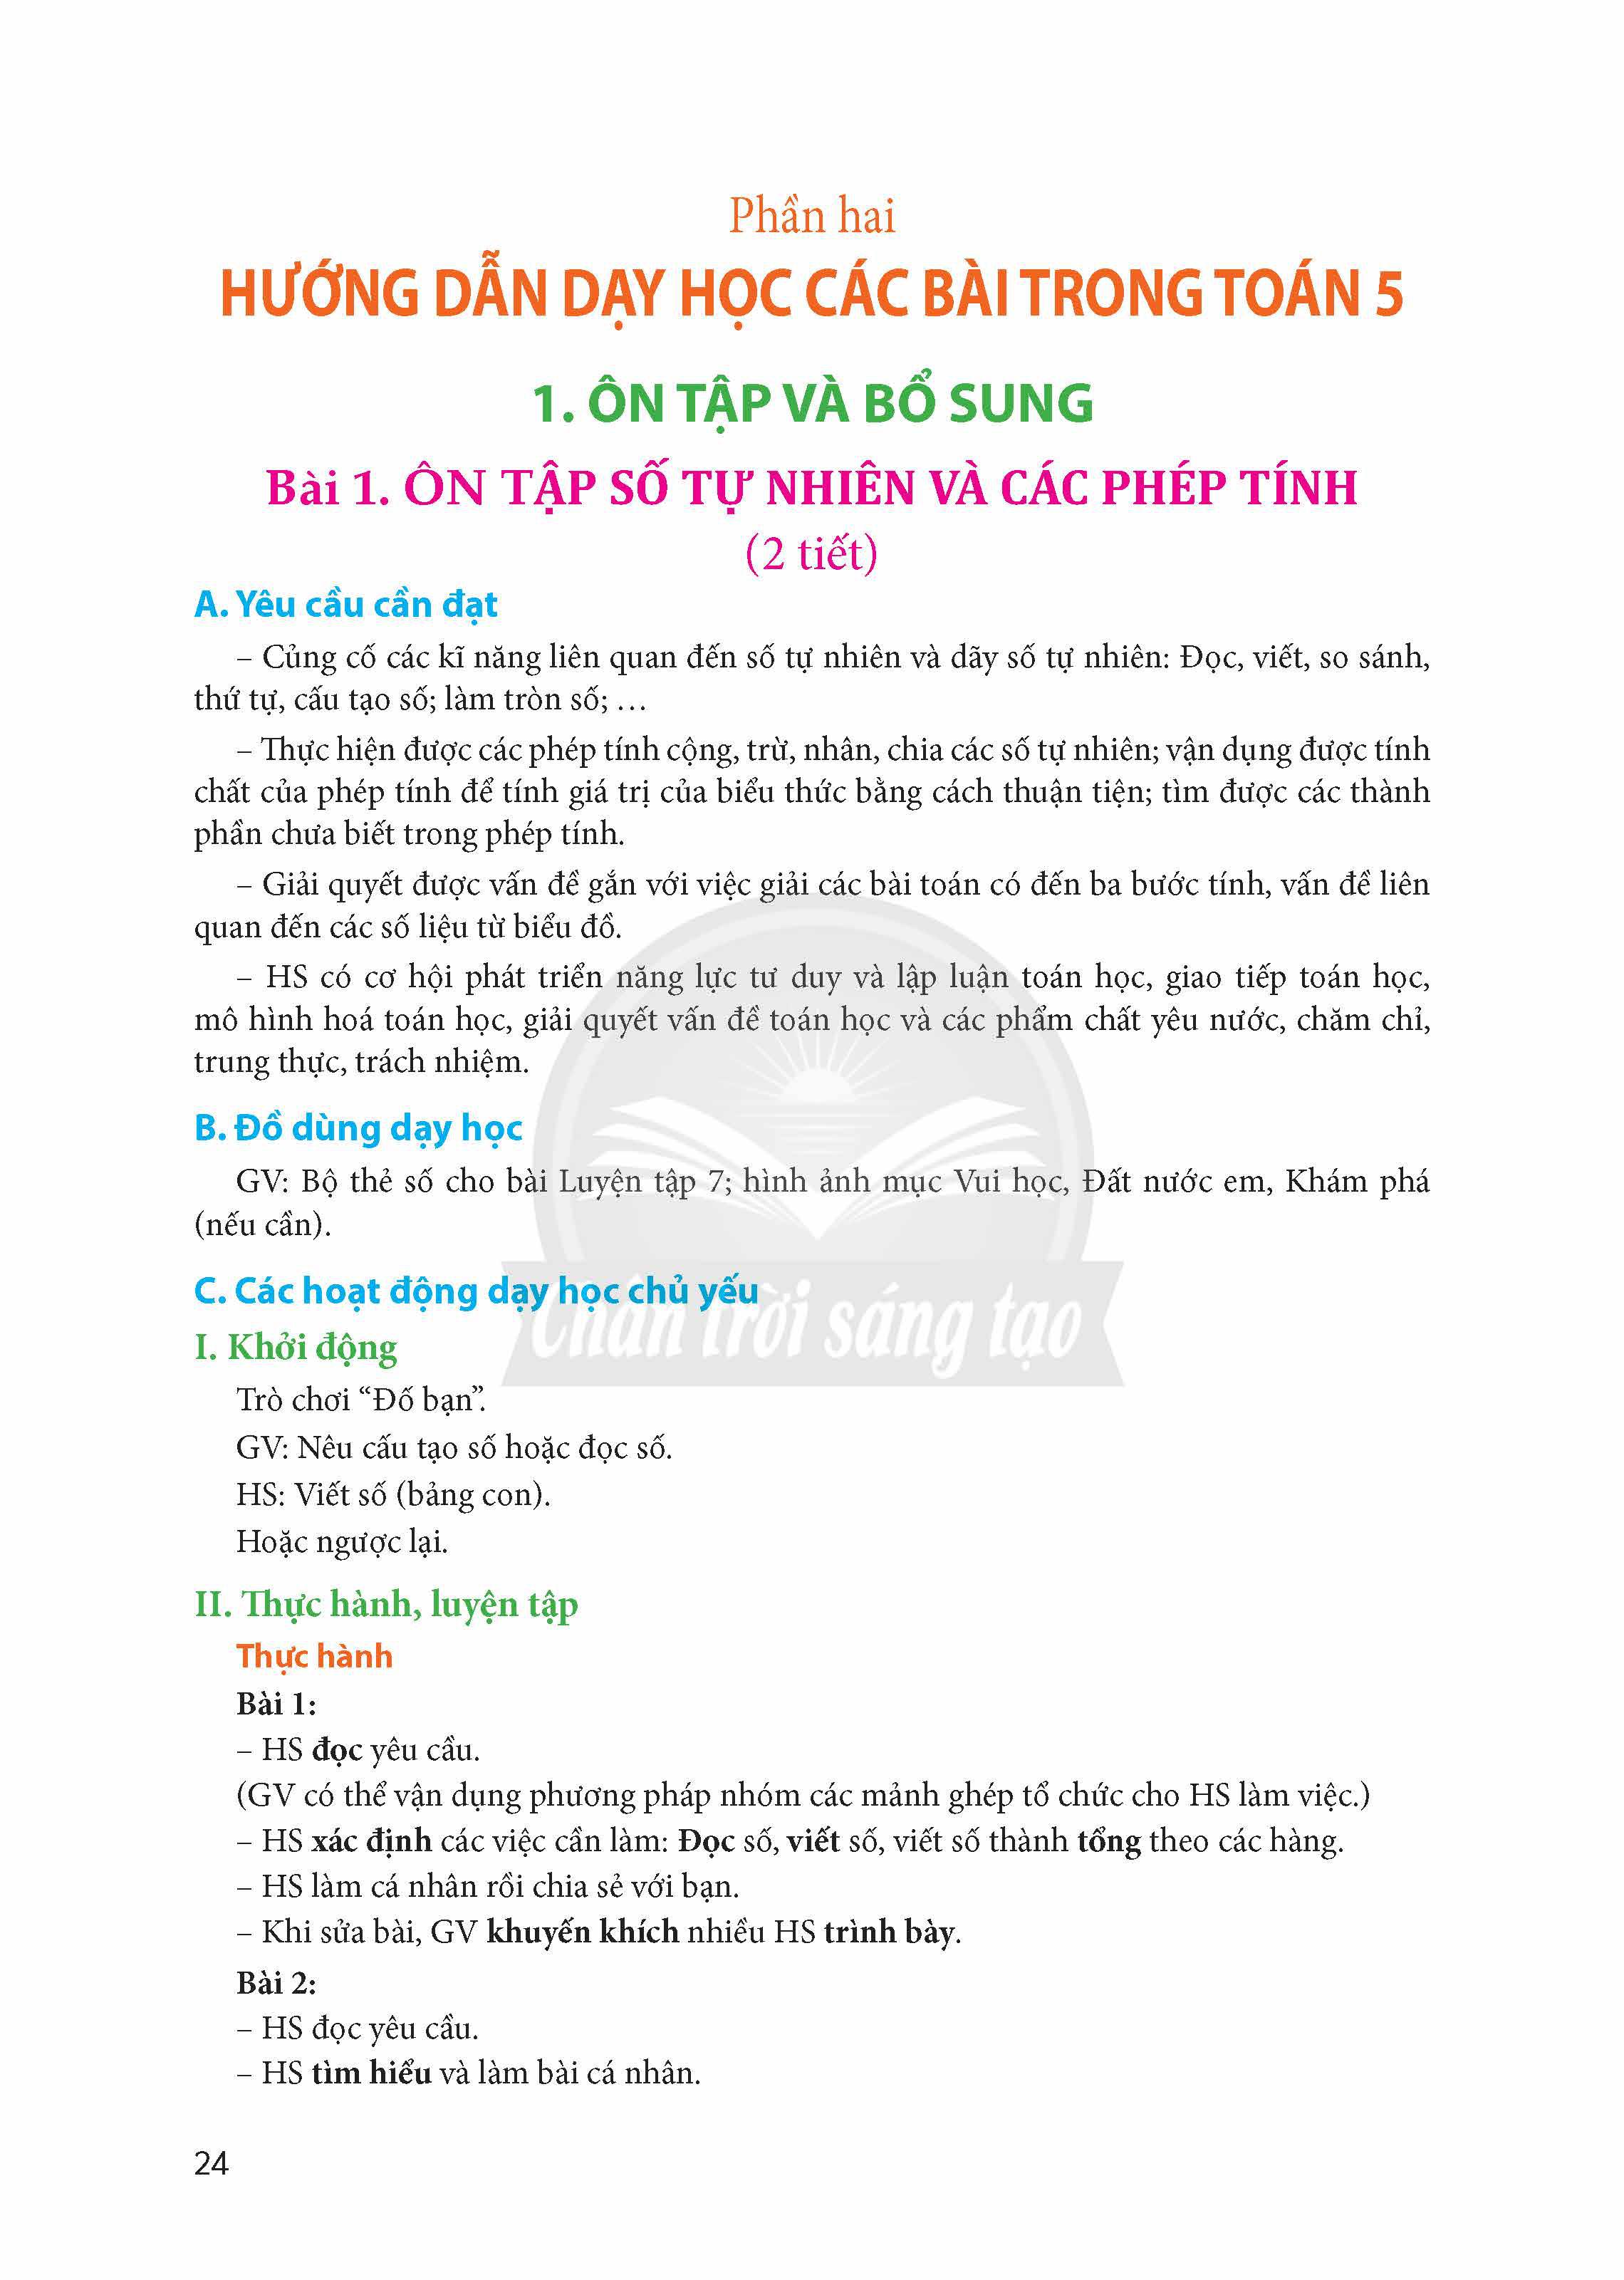 Phần hai
HƯỚNG DẪN DẠY HỌC CÁC BÀI TRONG TOÁN 5
1. ÔN TẬP VÀ BỔ SUNG
Bài 1. ÔN TẬP SỐ TỰ NHIÊN VÀ CÁC PHÉP TÍNH
(2 tiết)
A. Yêu cầu cần đạt
– Củng cố các kĩ năng liên quan đến số tự nhiên và dãy số tự nhiên: Đọc, viết, so sánh,
thứ tự, cấu tạo số; làm tròn số; …
– Thực hiện được các phép tính cộng, trừ, nhân, chia các số tự nhiên; vận dụng được tính
chất của phép tính để tính giá trị của biểu thức bằng cách thuận tiện; tìm được các thành
phần chưa biết trong phép tính.
– Giải quyết được vấn đề gắn với việc giải các bài toán có đến ba bước tính, vấn đề liên
quan đến các số liệu từ biểu đồ.
– HS có cơ hội phát triển năng lực tư duy và lập luận toán học, giao tiếp toán học,
mô hình hoá toán học, giải quyết vấn đề toán học và các phẩm chất yêu nước, chăm chỉ,
trung thực, trách nhiệm.
B. Đồ dùng dạy học
GV: Bộ thẻ số cho bài Luyện tập 7; hình ảnh mục Vui học, Đất nước em, Khám phá
(nếu cần).
C. Các hoạt động dạy học chủ yếu
Chân trời sáng tạo
I. Khởi động
Trò chơi “Đố bạn”.
GV: Nêu cấu tạo số hoặc đọc số.
HS: Viết số (bảng con).
Hoặc ngược lại.
II. Thực hành, luyện tập
Thực hành
Bài 1:
– HS đọc yêu cầu.
(GV có thể vận dụng phương pháp nhóm các mảnh ghép tổ chức cho HS làm việc.)
– HS xác định các việc cần làm: Đọc số, viết số, viết số thành tổng theo các hàng.
– HS làm cá nhân rồi chia sẻ với bạn.
– Khi sửa bài, GV khuyến khích nhiều HS trình bày.
Bài 2:
– HS đọc yêu cầu.
– HS tìm hiểu và làm bài cá nhân.
24